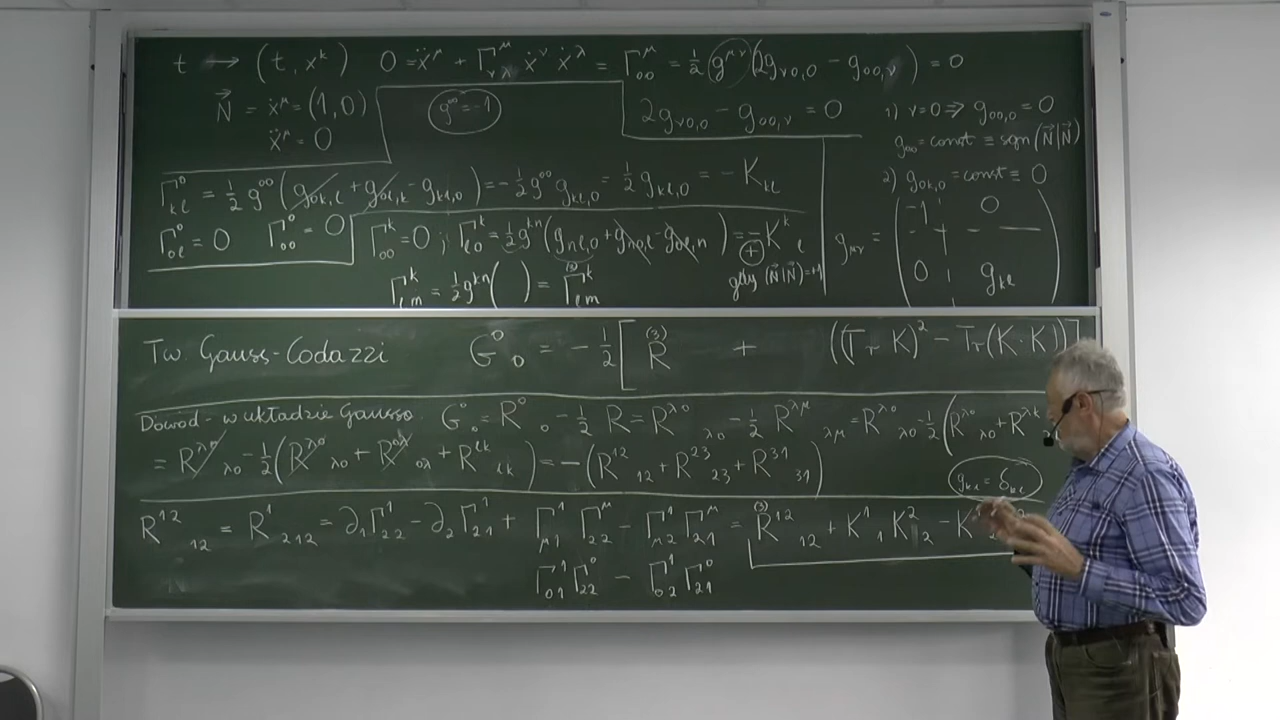 t → (t, x^k)   0 = ẍ^μ + Γ^μ_{νλ} ẋ^ν ẋ^λ = Γ^μ_{00} = ½ g^{μν} (2g_{ν0,0} − g_{00,ν}) = 0
N⃗ = ẋ^μ = (1, 0)   g^{00} = −1   2g_{ν0,0} − g_{00,ν} = 0   1) ν=0 ⇒ g_{00,0} = 0
ẍ^μ = 0   g_{00} = const ≡ sgn(N⃗|N⃗)
Γ^0_{kl} = ½ g^{00} (g_{0k,l} + g_{0l,k} − g_{kl,0}) = −½ g^{00} g_{kl,0} = ½ g_{kl,0} = −K_{kl}   2) g_{0k,0} = const ≡ 0
Γ^0_{0l} = 0   Γ^0_{00} = 0   Γ^k_{00} = 0 ; Γ^k_{l0} = ½ g^{kn} (g_{nl,0} + g_{n0,l} − g_{0l,n}) = −K^k_l   g_{μν} = ( −1 0 0 g_{kl} )
Γ^k_{lm} = ½ g^{kn} (   ) = (3)Γ^k_{lm}   + gdy (N⃗|N⃗) = +1
Tw. Gauss-Codazzi   G^0_0 = −½ [ (3)R + ((Tr K)² − Tr(K·K)) ]
Dowód - w układzie Gaussa. G^0_0 = R^0_0 − ½ R = R^{λ0}_{λ0} − ½ R^{λμ}_{λμ} = R^{λ0}_{λ0} − ½ (R^{λ0}_{λ0} + R^{λk}
= R^{λ0}_{λ0} − ½ (R^{λ0}_{λ0} + R^{0λ}_{0λ} + R^{lk}_{lk}) = −(R^{12}_{12} + R^{23}_{23} + R^{31}_{31})   g_{kl} = δ_{kl}
R^{12}_{12} = R^1_{212} = ∂_1 Γ^1_{22} − ∂_2 Γ^1_{21} + Γ^1_{μ1} Γ^μ_{22} − Γ^1_{μ2} Γ^μ_{21} = (3)R^{12}_{12} + K^1_1 K^2_2 − K
Γ^1_{01} Γ^0_{22} − Γ^1_{02} Γ^0_{21}